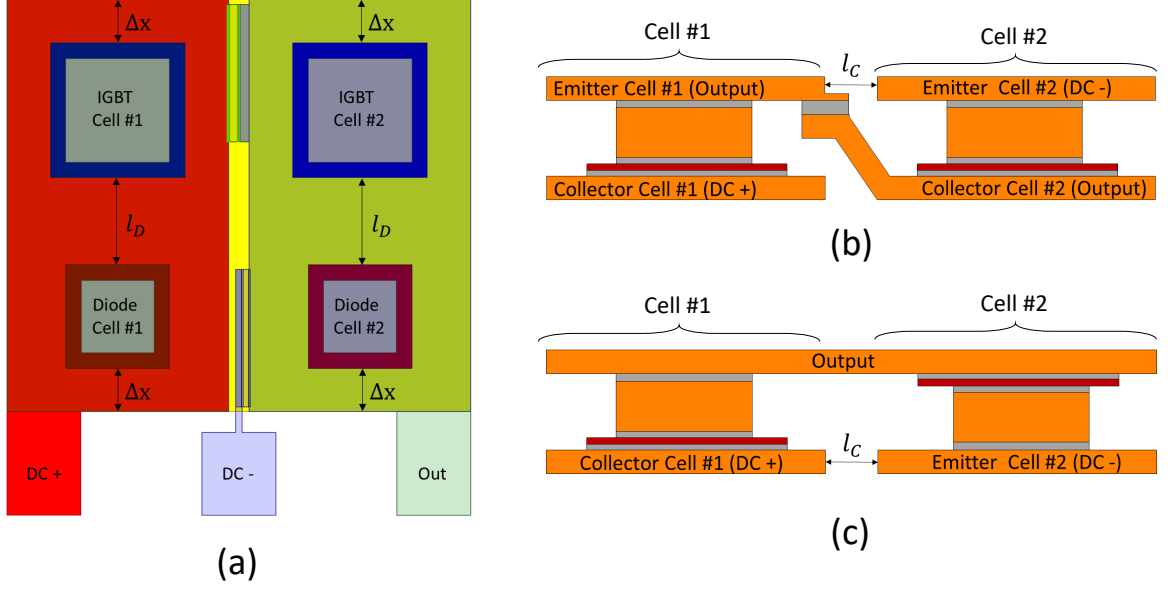 Δx
Δx
IGBT
Cell #1
IGBT
Cell #2
l_D
l_D
Diode
Cell #1
Diode
Cell #2
Δx
Δx
DC +
DC -
Out
(a)
Cell #1
Cell #2
l_C
Emitter Cell #1 (Output)
Emitter Cell #2 (DC -)
Collector Cell #1 (DC +)
Collector Cell #2 (Output)
(b)
Cell #1
Cell #2
Output
l_C
Collector Cell #1 (DC +)
Emitter Cell #2 (DC -)
(c)